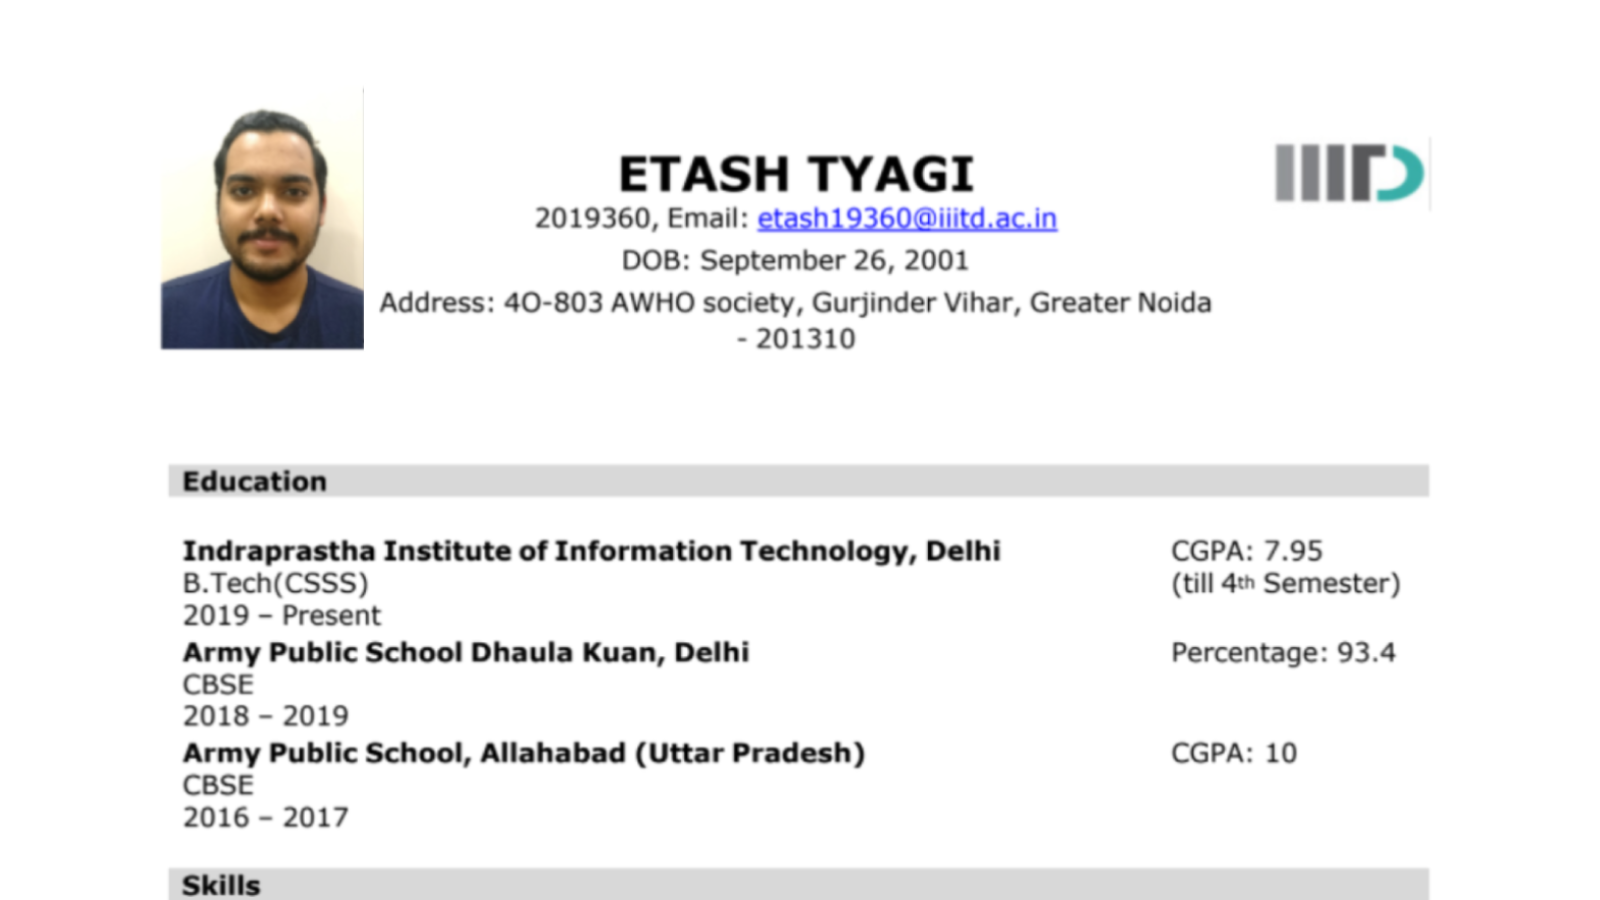 IIITD
ETASH TYAGI
2019360, Email: etash19360@iiitd.ac.in
DOB: September 26, 2001
Address: 4O-803 AWHO society, Gurjinder Vihar, Greater Noida
- 201310
Education
Indraprastha Institute of Information Technology, Delhi CGPA: 7.95
B.Tech(CSSS) (till 4th Semester)
2019 – Present
Army Public School Dhaula Kuan, Delhi Percentage: 93.4
CBSE
2018 – 2019
Army Public School, Allahabad (Uttar Pradesh) CGPA: 10
CBSE
2016 – 2017
Skills